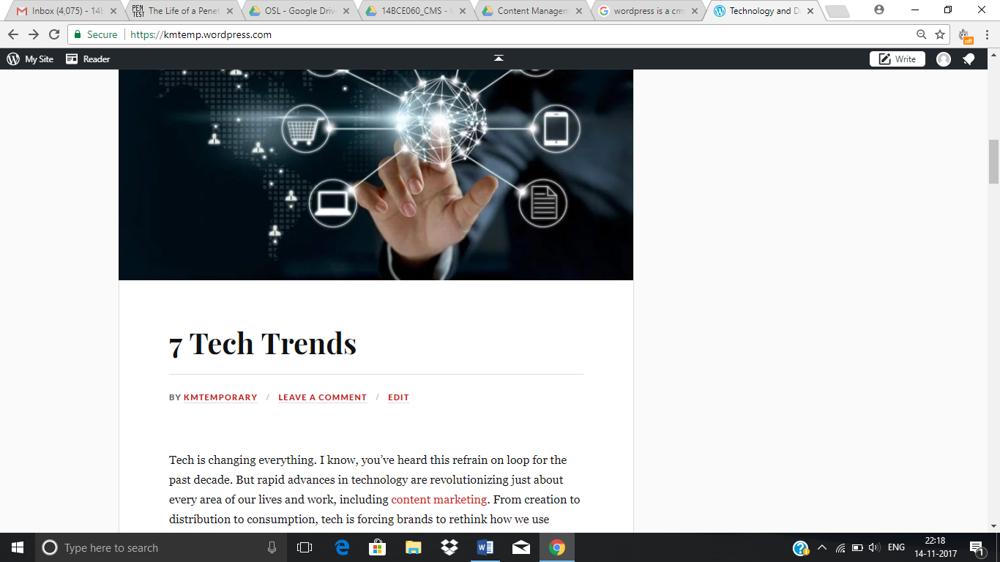 Inbox (4,075) - 14b
PEN TEST The Life of a Penet
OSL - Google Driv
14BCE060_CMS - G
Content Managem
wordpress is a cm
Technology and D
Secure https://kmtemp.wordpress.com
off
My Site Reader Write
7 Tech Trends
BY KMTEMPORARY / LEAVE A COMMENT / EDIT
Tech is changing everything. I know, you’ve heard this refrain on loop for the
past decade. But rapid advances in technology are revolutionizing just about
every area of our lives and work, including content marketing. From creation to
distribution to consumption, tech is forcing brands to rethink how we use
Type here to search
ENG
22:18
14-11-2017
1